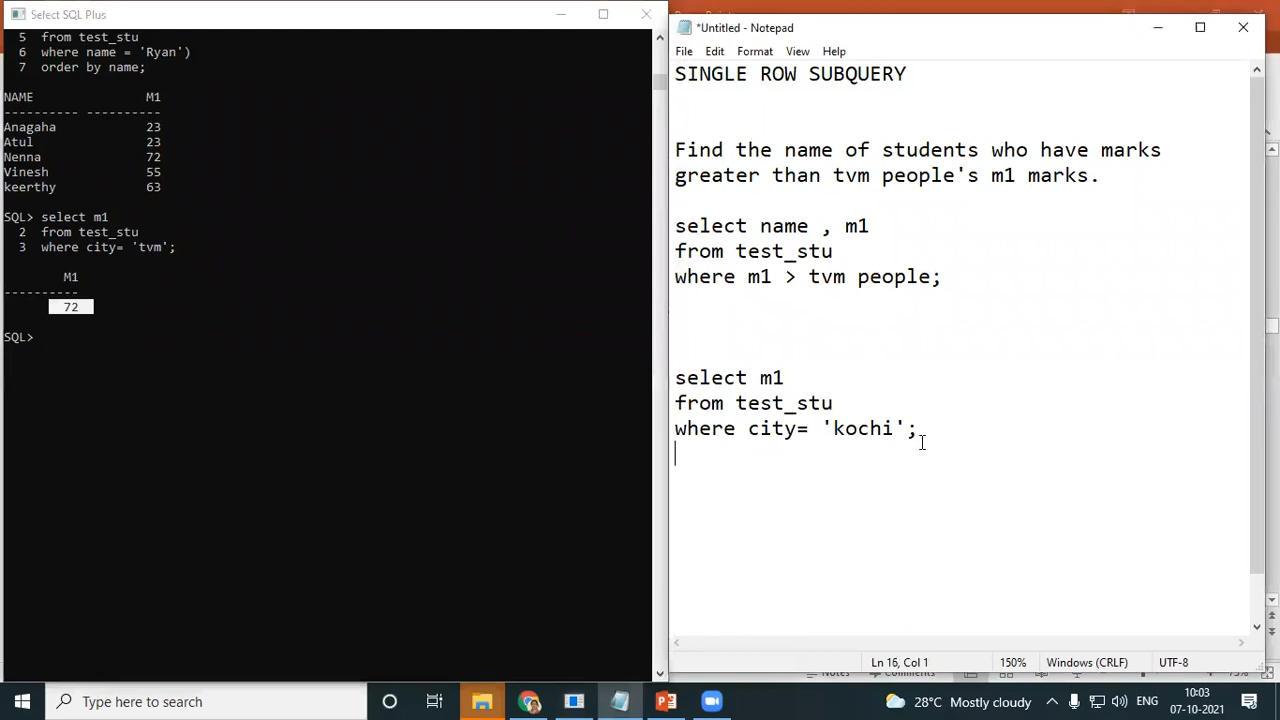 Select SQL Plus
5 from test_stu
6 where name = 'Ryan')
7 order by name;
NAME M1
---------- ----------
Anagaha 23
Atul 23
Nenna 72
Vinesh 55
keerthy 63
SQL> select m1
2 from test_stu
3 where city= 'tvm';
M1
----------
72
SQL>
*Untitled - Notepad
File Edit Format View Help
SINGLE ROW SUBQUERY
Find the name of students who have marks
greater than tvm people's m1 marks.
select name , m1
from test_stu
where m1 > tvm people;
select m1
from test_stu
where city= 'kochi';
Ln 16, Col 1 150% Windows (CRLF) UTF-8
Notes Comments
Type here to search
28°C Mostly cloudy
ENG
10:03
07-10-2021